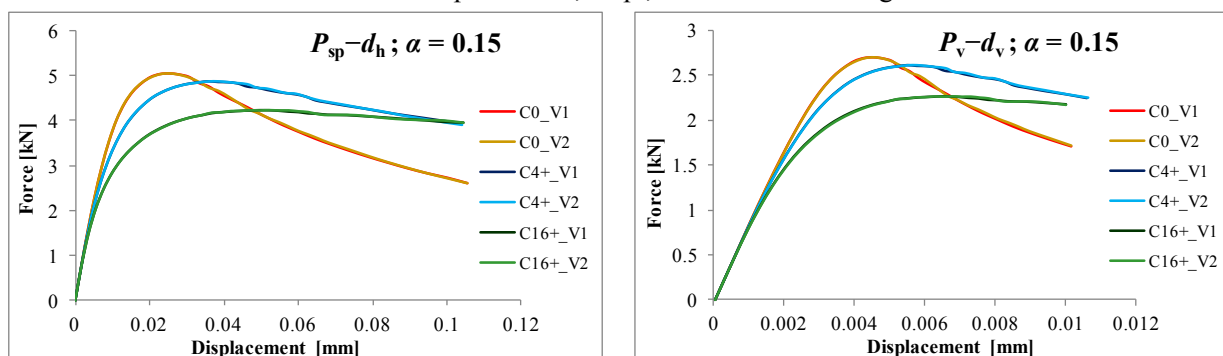 P_sp−d_h ; α = 0.15
6
5
4
3
2
1
0
Force [kN]
0
0.02
0.04
0.06
0.08
0.1
0.12
Displacement [mm]
C0_V1
C0_V2
C4+_V1
C4+_V2
C16+_V1
C16+_V2
P_v−d_v ; α = 0.15
3
2.5
2
1.5
1
0.5
0
Force [kN]
0
0.002
0.004
0.006
0.008
0.01
0.012
Displacement [mm]
C0_V1
C0_V2
C4+_V1
C4+_V2
C16+_V1
C16+_V2